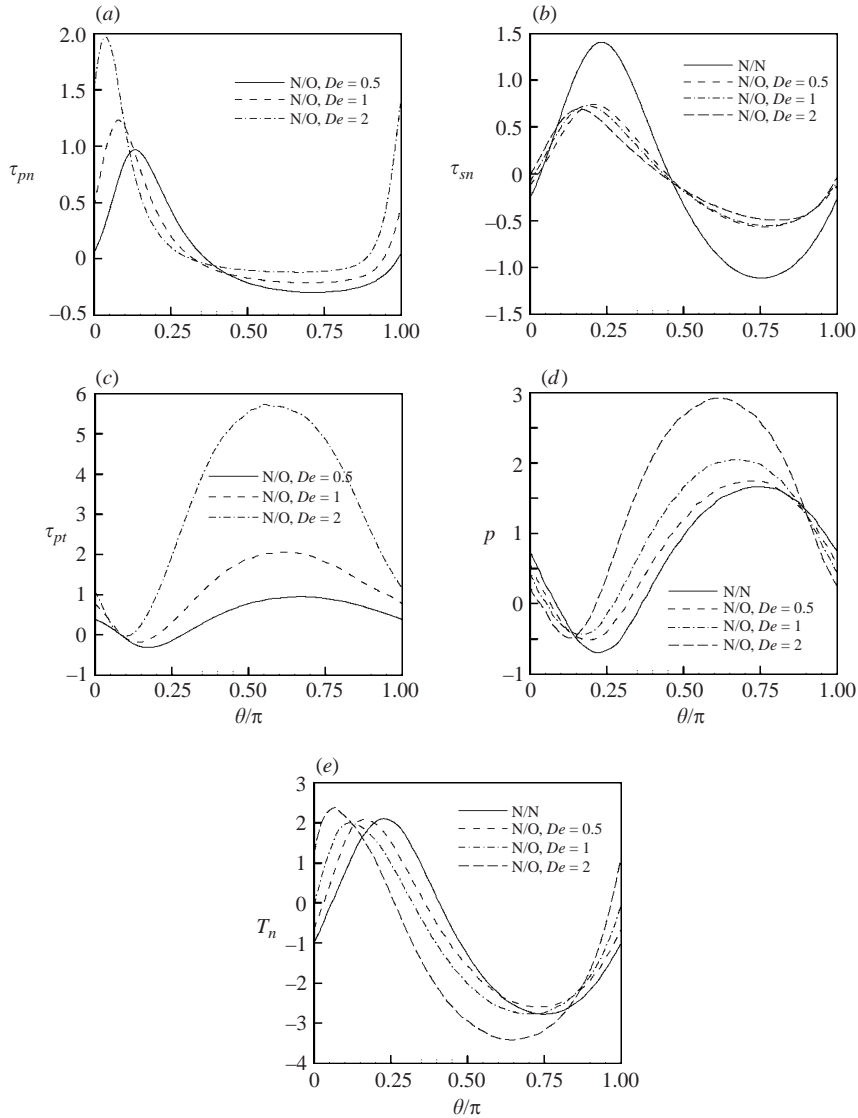 (a)
2.0
1.5
1.0
0.5
0
–0.5
τpn
N/O, De = 0.5
N/O, De = 1
N/O, De = 2
0
0.25
0.50
0.75
1.00
(b)
1.5
1.0
0.5
0
–0.5
–1.0
–1.5
τsn
N/N
N/O, De = 0.5
N/O, De = 1
N/O, De = 2
0
0.25
0.50
0.75
1.00
(c)
6
5
4
3
2
1
0
–1
τpt
N/O, De = 0.5
N/O, De = 1
N/O, De = 2
0
0.25
0.50
0.75
1.00
θ/π
(d)
3
2
1
0
–1
p
N/N
N/O, De = 0.5
N/O, De = 1
N/O, De = 2
0
0.25
0.50
0.75
1.00
θ/π
(e)
3
2
1
0
–1
–2
–3
–4
Tn
N/N
N/O, De = 0.5
N/O, De = 1
N/O, De = 2
0
0.25
0.50
0.75
1.00
θ/π